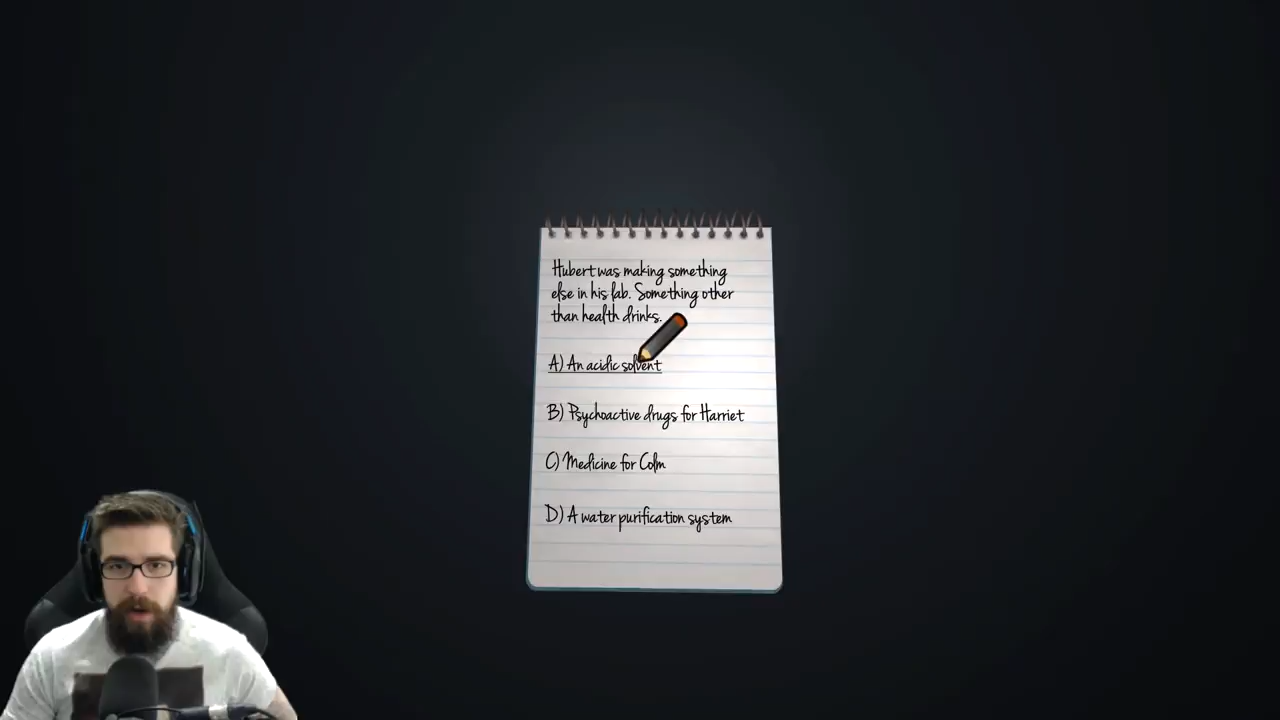 Hubert was making something
else in his lab. Something other
than health drinks.
A) An acidic solvent
B) Psychoactive drugs for Harriet
C) Medicine for Colm
D) A water purification system